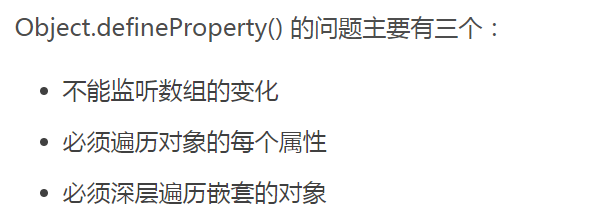 Object.defineProperty() 的问题主要有三个：
• 不能监听数组的变化
• 必须遍历对象的每个属性
• 必须深层遍历嵌套的对象